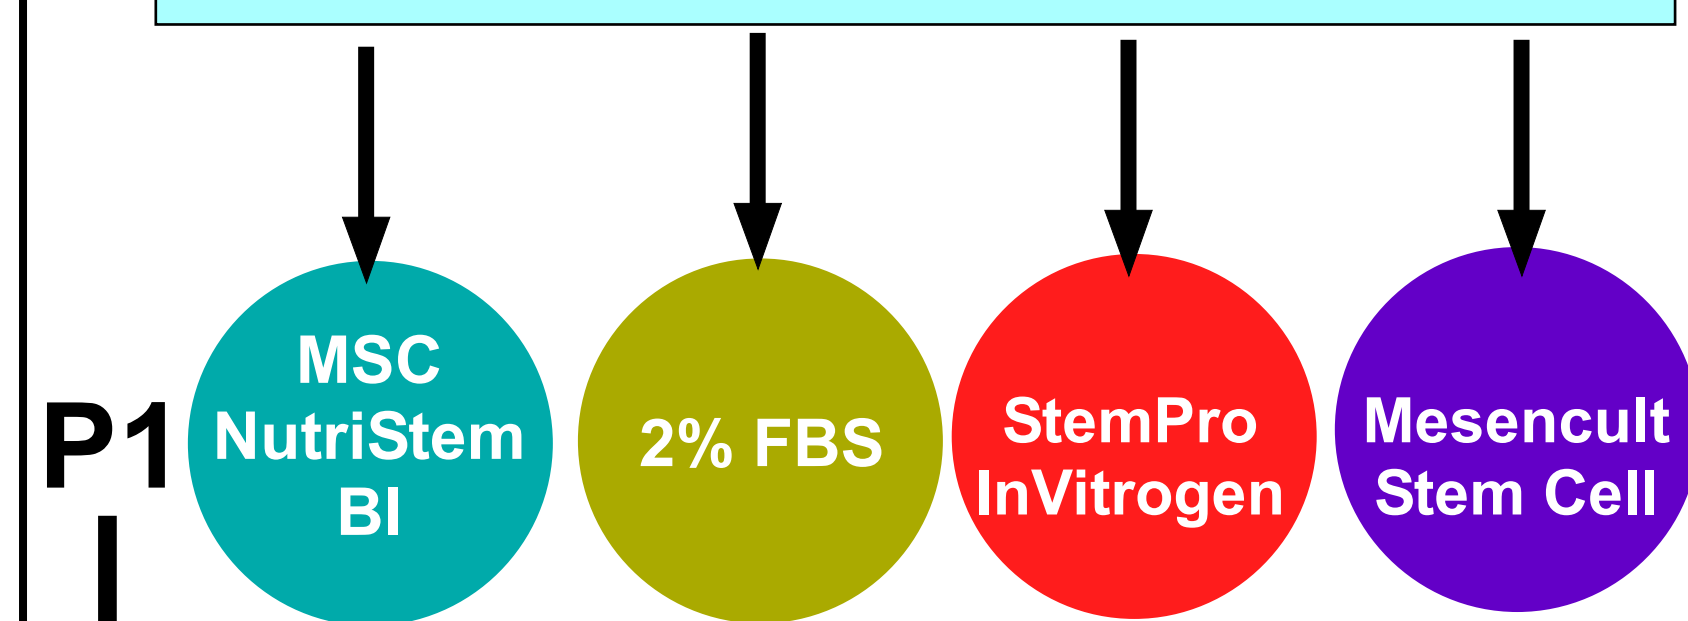 P1
MSC
NutriStem
BI
2% FBS
StemPro
InVitrogen
Mesencult
Stem Cell